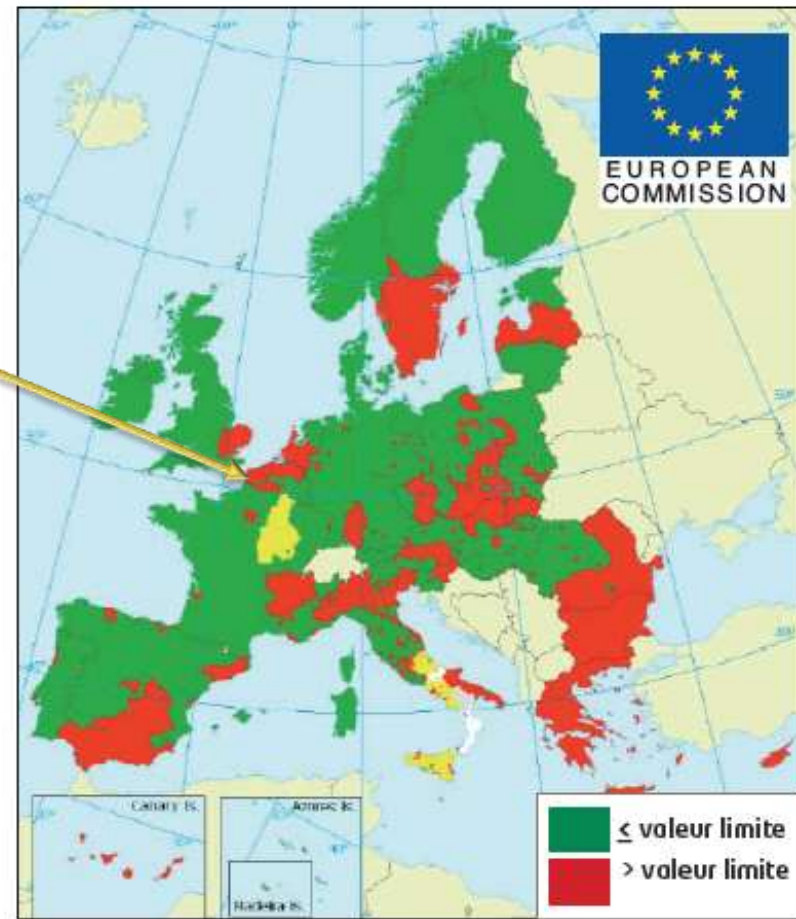 EUROPEAN
COMMISSION
Canary Is.
Azores Is.
Madeira Is.
≤ valeur limite
> valeur limite